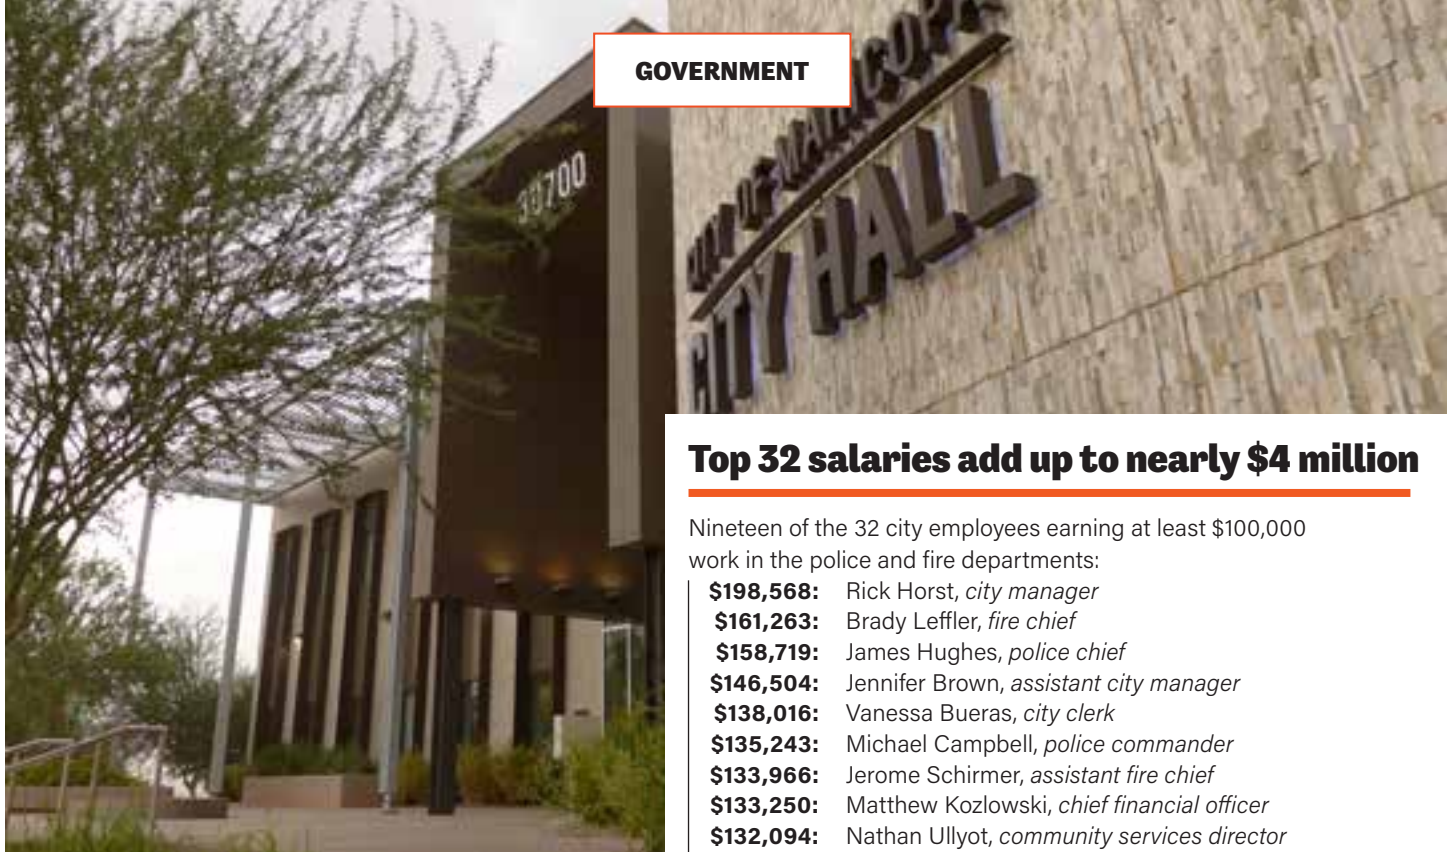 GOVERNMENT
30700
CITY OF MARICOPA
CITY HALL
Top 32 salaries add up to nearly $4 million
Nineteen of the 32 city employees earning at least $100,000
work in the police and fire departments:
$198,568: Rick Horst, city manager
$161,263: Brady Leffler, fire chief
$158,719: James Hughes, police chief
$146,504: Jennifer Brown, assistant city manager
$138,016: Vanessa Bueras, city clerk
$135,243: Michael Campbell, police commander
$133,966: Jerome Schirmer, assistant fire chief
$133,250: Matthew Kozlowski, chief financial officer
$132,094: Nathan Ullyot, community services director